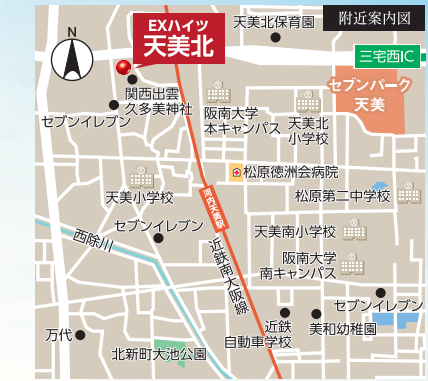 附近案内図
EXハイツ
天美北
天美北保育園
N
三宅西IC
関西出雲
久多美神社
セブンパーク
天美
セブンイレブン
阪南大学
本キャンパス
天美北
小学校
松原徳洲会病院
天美小学校
松原第二中学校
河内天美駅
セブンイレブン
天美南小学校
西除川
近鉄南大阪線
阪南大学
南キャンパス
セブンイレブン
万代
近鉄
自動車学校
美和幼稚園
北新町大池公園